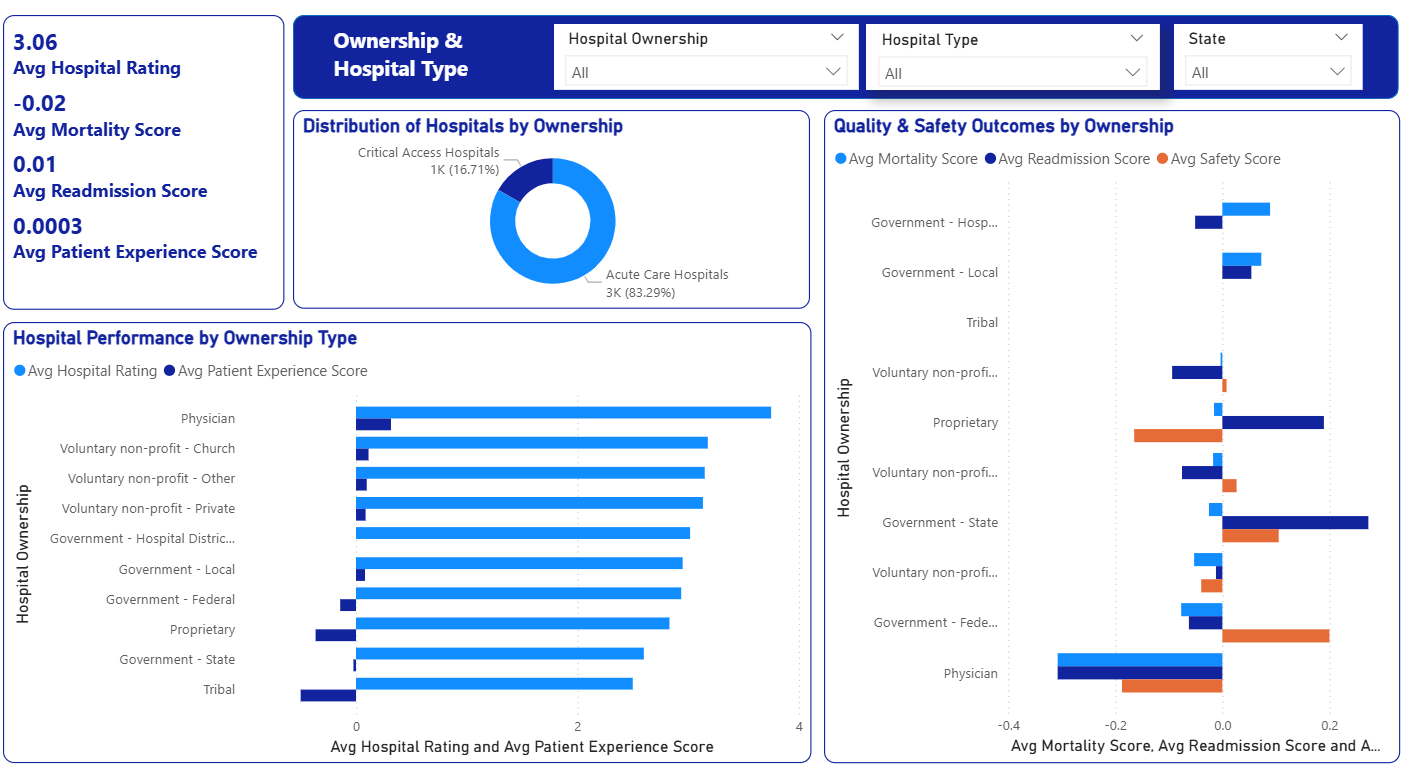 3.06
Avg Hospital Rating
-0.02
Avg Mortality Score
0.01
Avg Readmission Score
0.0003
Avg Patient Experience Score
Ownership &
Hospital Type
Hospital Ownership
All
Hospital Type
All
State
All
Distribution of Hospitals by Ownership
Critical Access Hospitals
1K (16.71%)
Acute Care Hospitals
3K (83.29%)
Hospital Performance by Ownership Type
Avg Hospital Rating Avg Patient Experience Score
Hospital Ownership
Physician
Voluntary non-profit - Church
Voluntary non-profit - Other
Voluntary non-profit - Private
Government - Hospital Distric...
Government - Local
Government - Federal
Proprietary
Government - State
Tribal
0 2 4
Avg Hospital Rating and Avg Patient Experience Score
Quality & Safety Outcomes by Ownership
Avg Mortality Score Avg Readmission Score Avg Safety Score
Hospital Ownership
Government - Hosp...
Government - Local
Tribal
Voluntary non-profi...
Proprietary
Voluntary non-profi...
Government - State
Voluntary non-profi...
Government - Fede...
Physician
-0.4 -0.2 0.0 0.2
Avg Mortality Score, Avg Readmission Score and A...